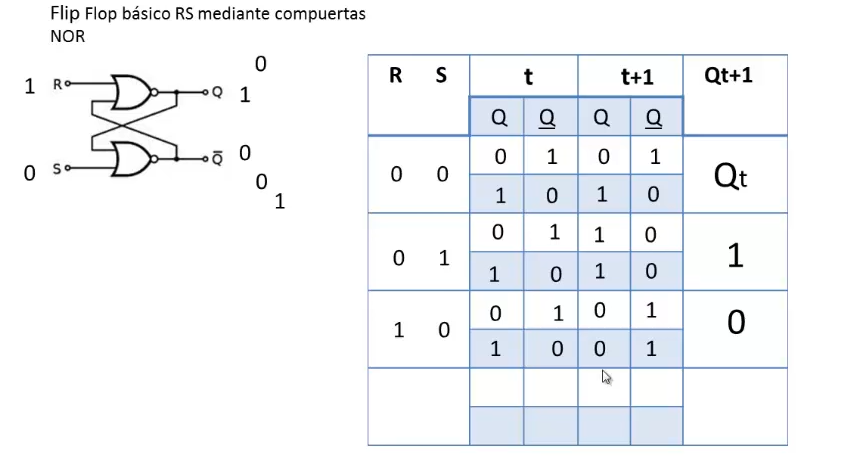 Flip Flop básico RS mediante compuertas
NOR
0
1 R Q 1
0
0 S Q̅
0
1
R S t t+1 Qt+1
Q Q Q Q
0 0 0 1 0 1 Qt
1 0 1 0
0 1 0 1 1 0 1
1 0 1 0
1 0 0 1 0 1 0
1 0 0 1